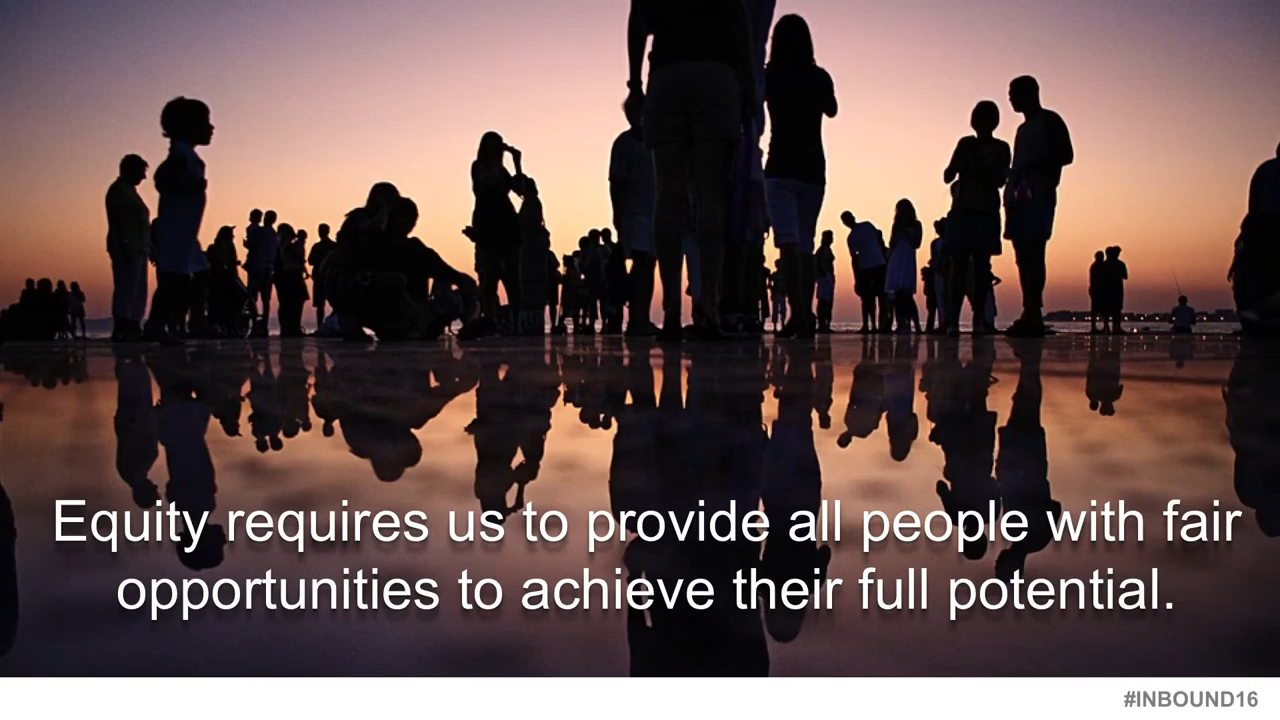 Equity requires us to provide all people with fair
opportunities to achieve their full potential.
#INBOUND16